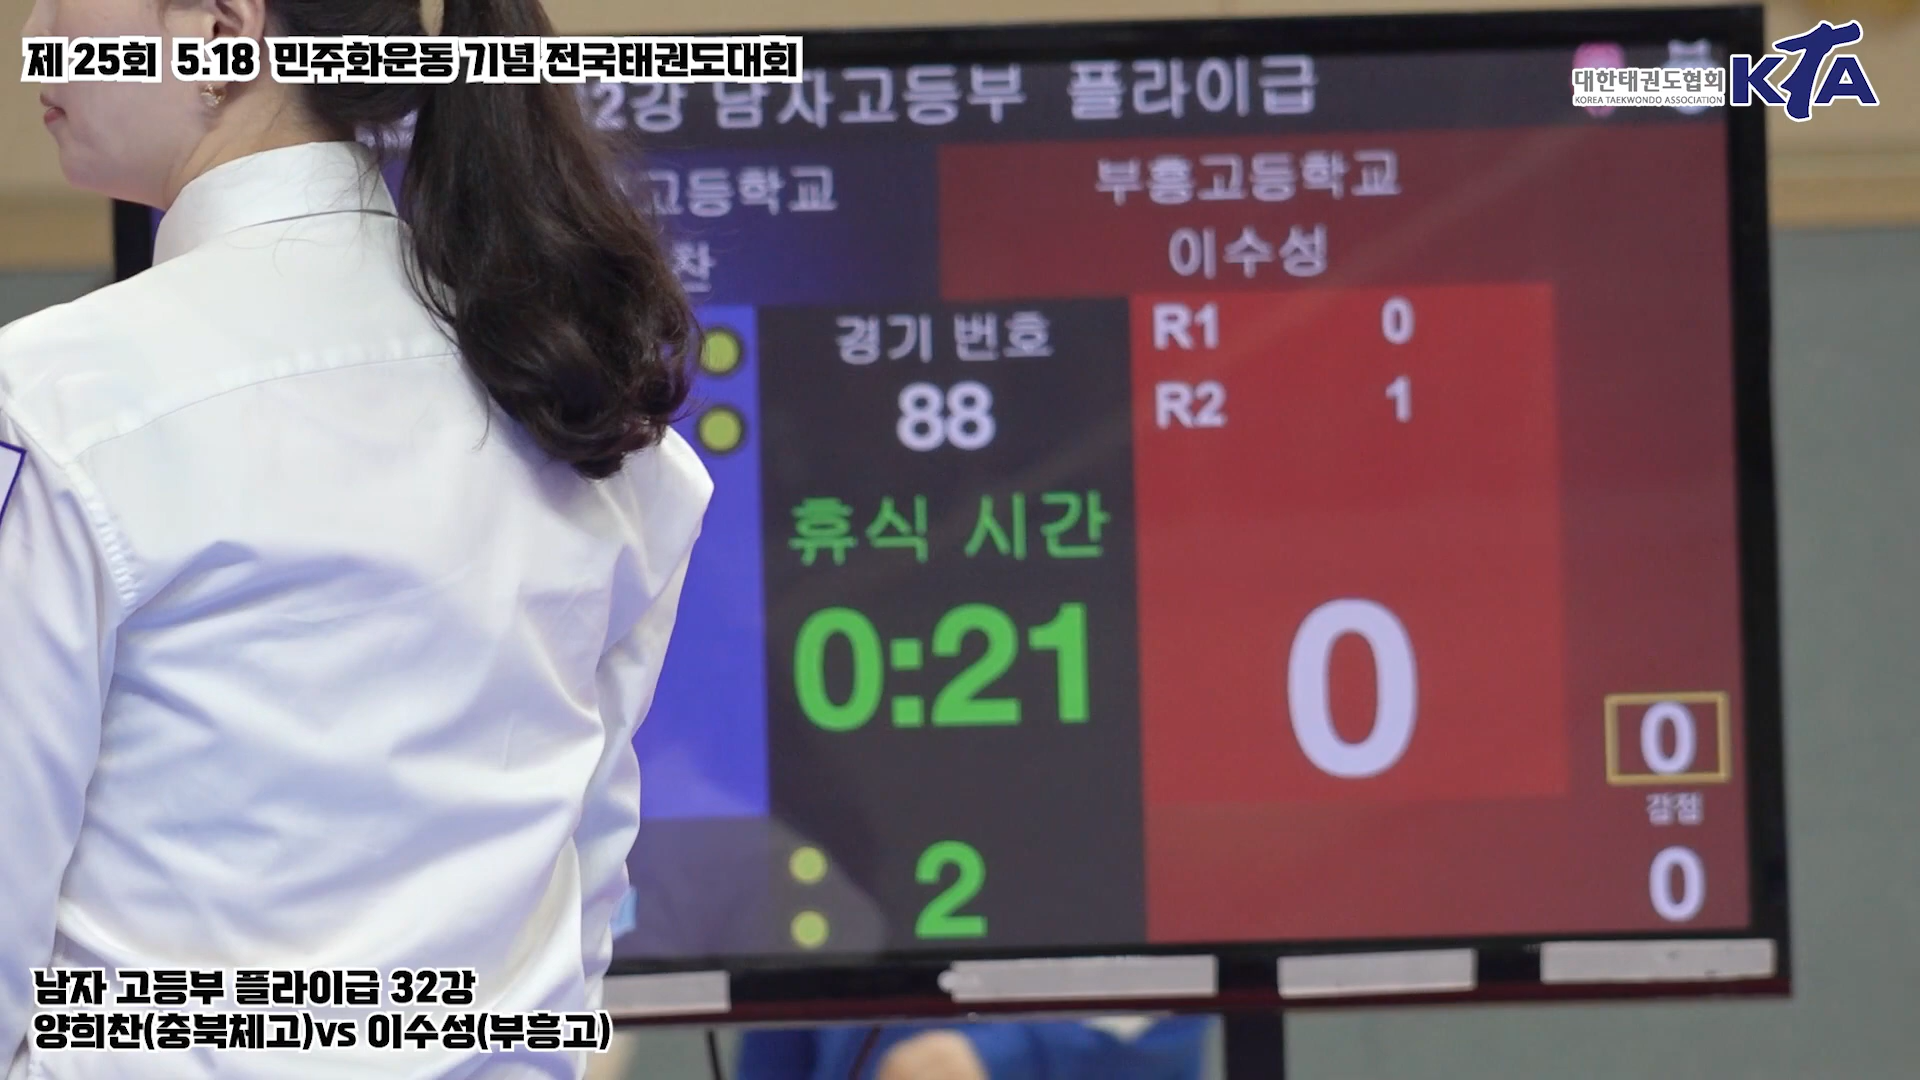 제 25회 5.18 민주화운동 기념 전국태권도대회
대한태권도협회 KTA
KOREA TAEKWONDO ASSOCIATION
2강 남자고등부 플라이급
고등학교 부흥고등학교
찬 이수성
경기 번호
R1 0
R2 1
88
휴식 시간
0:21
0
0
감점
2
0
남자 고등부 플라이급 32강
양희찬(충북체고)vs 이수성(부흥고)